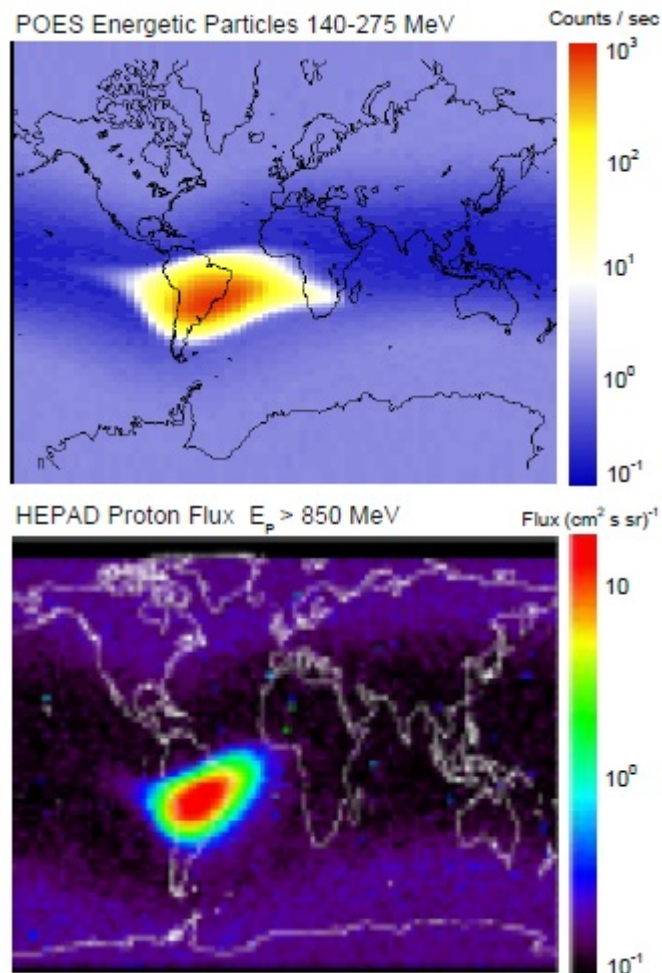 POES Energetic Particles 140-275 MeV
Counts / sec
10³
10²
10¹
10⁰
10⁻¹
HEPAD Proton Flux Eₚ > 850 MeV
Flux (cm² s sr)⁻¹
10
10⁰
10⁻¹